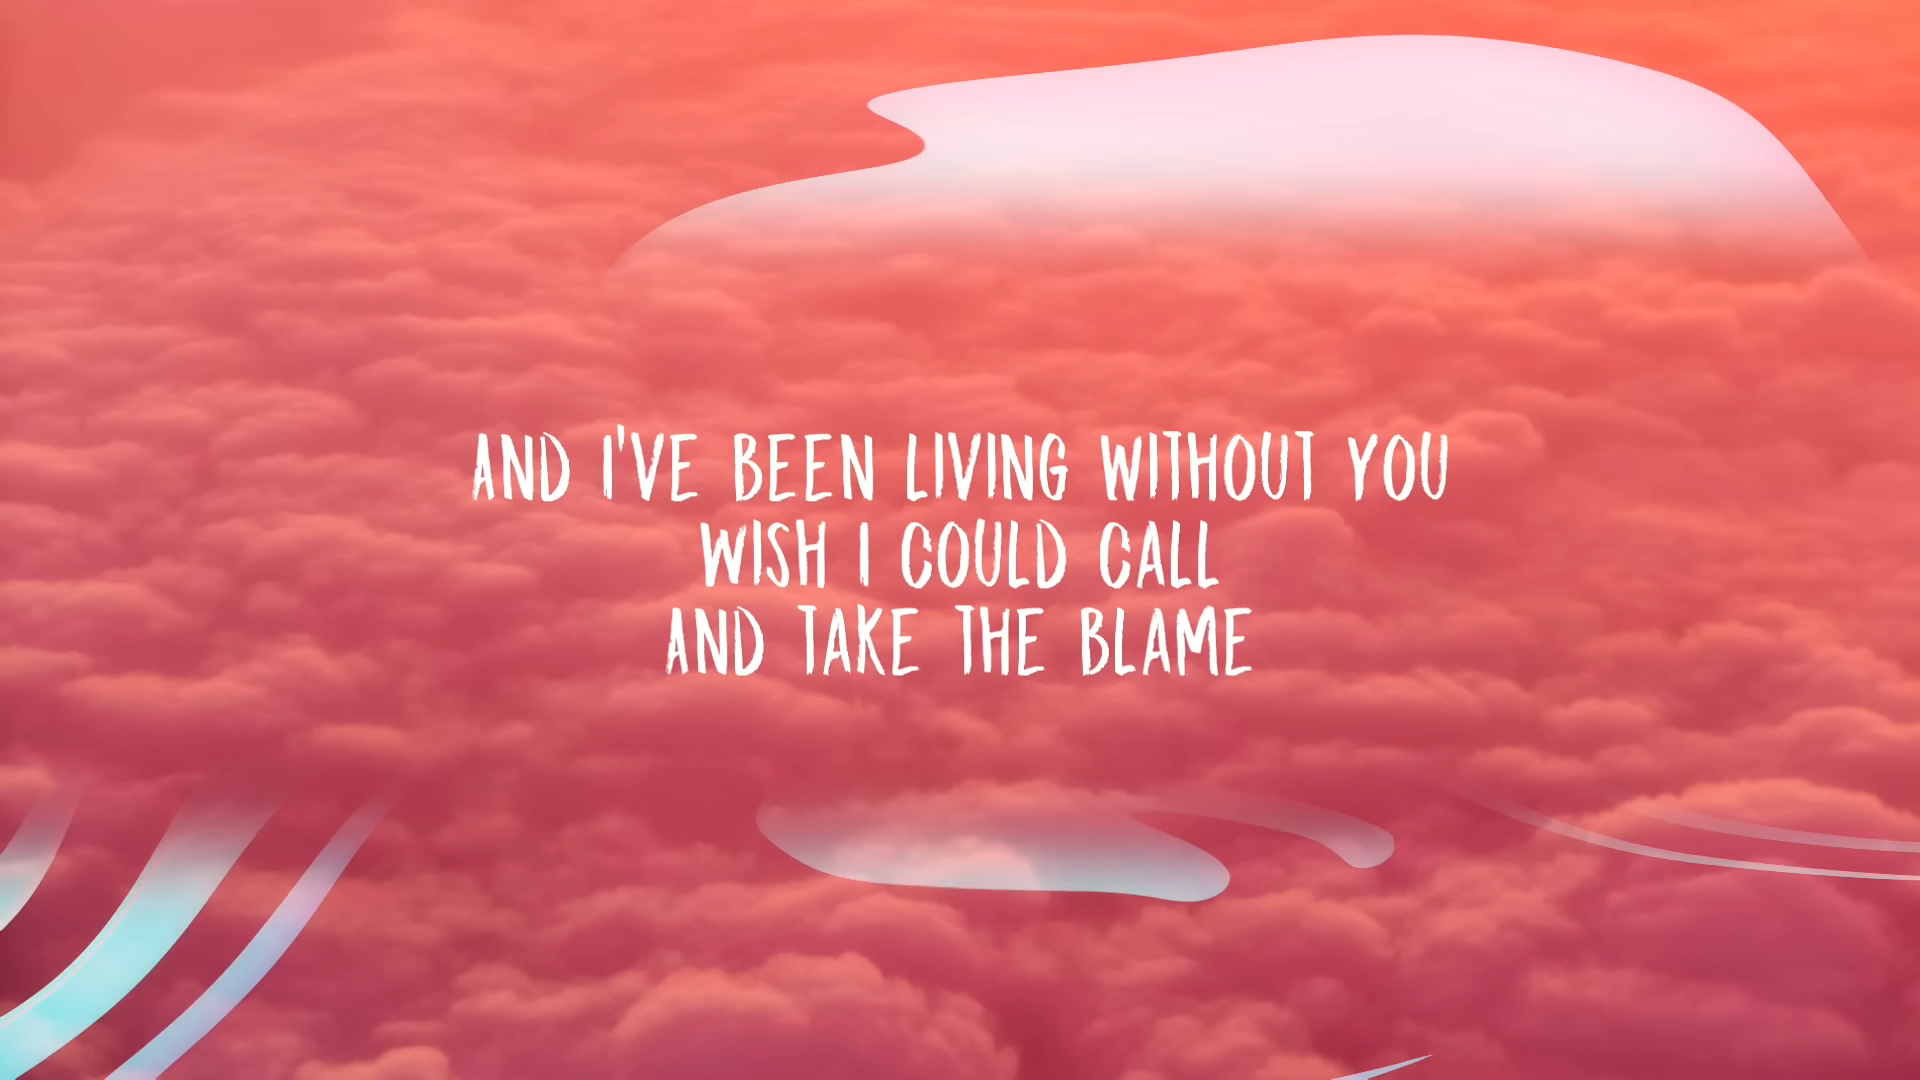 AND I'VE BEEN LIVING WITHOUT YOU
WISH I COULD CALL
AND TAKE THE BLAME